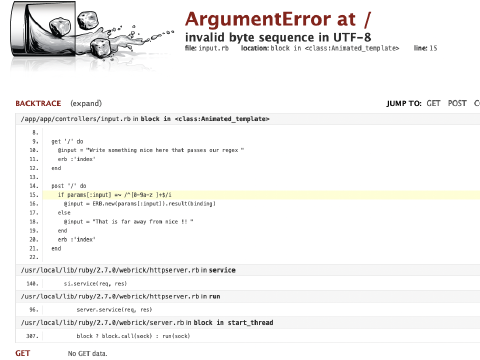 ArgumentError at /
invalid byte sequence in UTF-8
file: input.rb location: block in <class:Animated_template> line: 15
BACKTRACE (expand) JUMP TO: GET POST CO
/app/app/controllers/input.rb in block in <class:Animated_template>
8.
9. get '/' do
10. @input = "Write something nice here that passes our regex "
11. erb :'index'
12. end
13.
14. post '/' do
15. if params[:input] =~ /^[0-9a-z ]+$/i
16. @input = ERB.new(params[:input]).result(binding)
17. else
18. @input = "That is far away from nice !! "
19. end
20. erb :'index'
21. end
22.
/usr/local/lib/ruby/2.7.0/webrick/httpserver.rb in service
140. si.service(req, res)
/usr/local/lib/ruby/2.7.0/webrick/httpserver.rb in run
96. server.service(req, res)
/usr/local/lib/ruby/2.7.0/webrick/server.rb in block in start_thread
307. block ? block.call(sock) : run(sock)
GET No GET data.